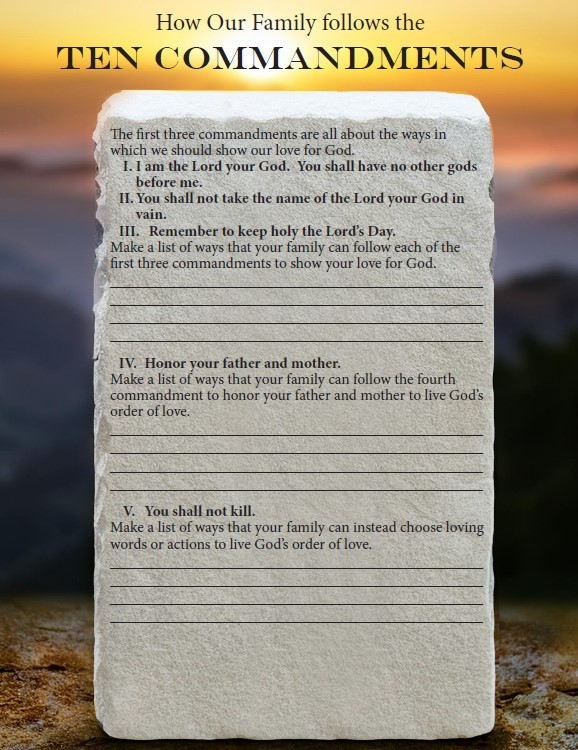 How Our Family follows the
TEN COMMANDMENTS
The first three commandments are all about the ways in
which we should show our love for God.
I. I am the Lord your God. You shall have no other gods
before me.
II. You shall not take the name of the Lord your God in
vain.
III. Remember to keep holy the Lord's Day.
Make a list of ways that your family can follow each of the
first three commandments to show your love for God.
IV. Honor your father and mother.
Make a list of ways that your family can follow the fourth
commandment to honor your father and mother to live God's
order of love.
V. You shall not kill.
Make a list of ways that your family can instead choose loving
words or actions to live God's order of love.